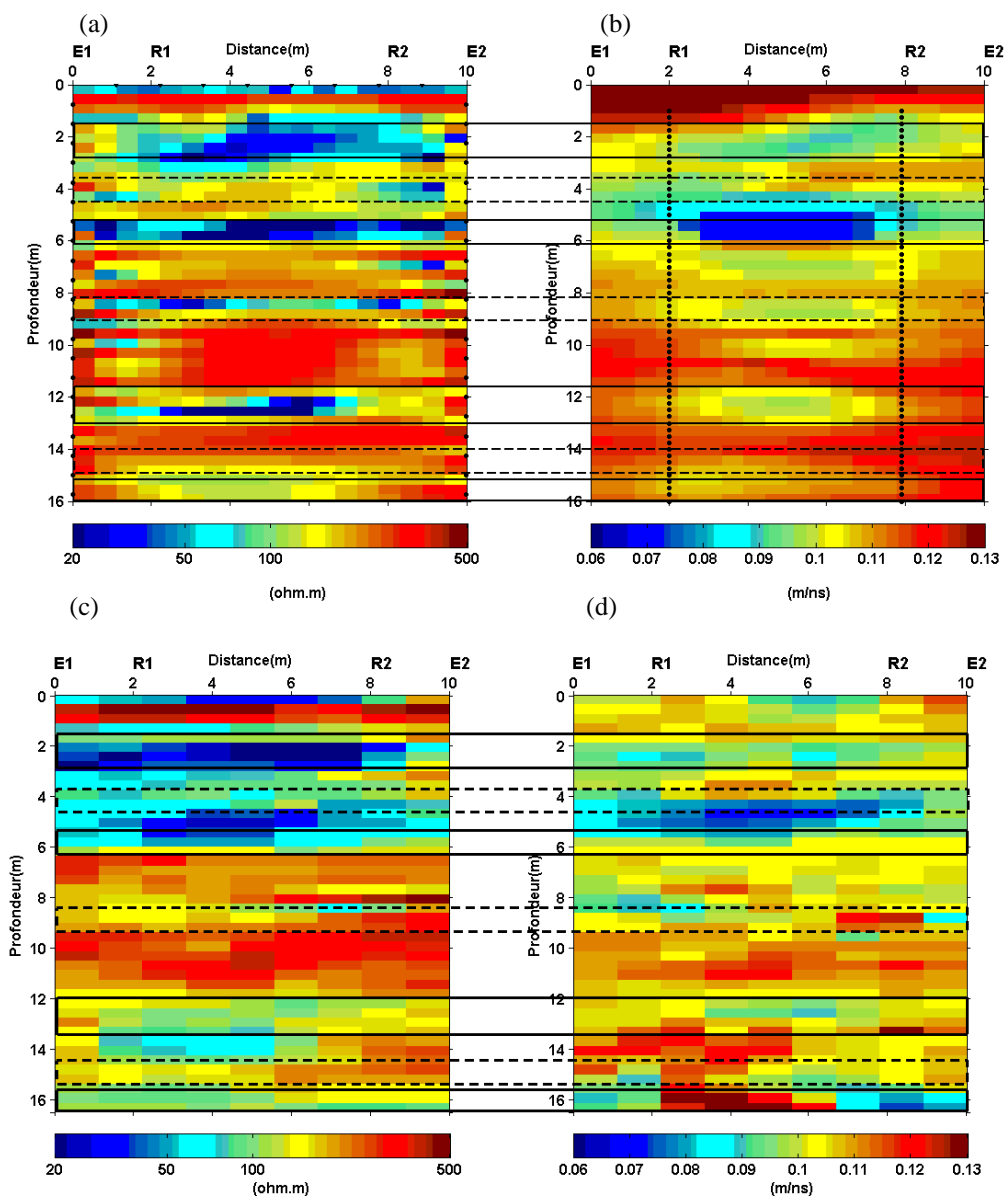 (a) (b)
Distance(m) Distance(m)
E1 R1 R2 E2 E1 R1 R2 E2
0 2 4 6 8 10 0 2 4 6 8 10
Profondeur(m) Profondeur(m)
0 0
2 2
4 4
6 6
8 8
10 10
12 12
14 14
16 16
20 50 100 500 0.06 0.07 0.08 0.09 0.1 0.11 0.12 0.13
(ohm.m) (m/ns)
(c) (d)
Distance(m) Distance(m)
E1 R1 R2 E2 E1 R1 R2 E2
0 2 4 6 8 10 0 2 4 6 8 10
Profondeur(m) Profondeur(m)
0 0
2 2
4 4
6 6
8 8
10 10
12 12
14 14
16 16
20 50 100 500 0.06 0.07 0.08 0.09 0.1 0.11 0.12 0.13
(ohm.m) (m/ns)